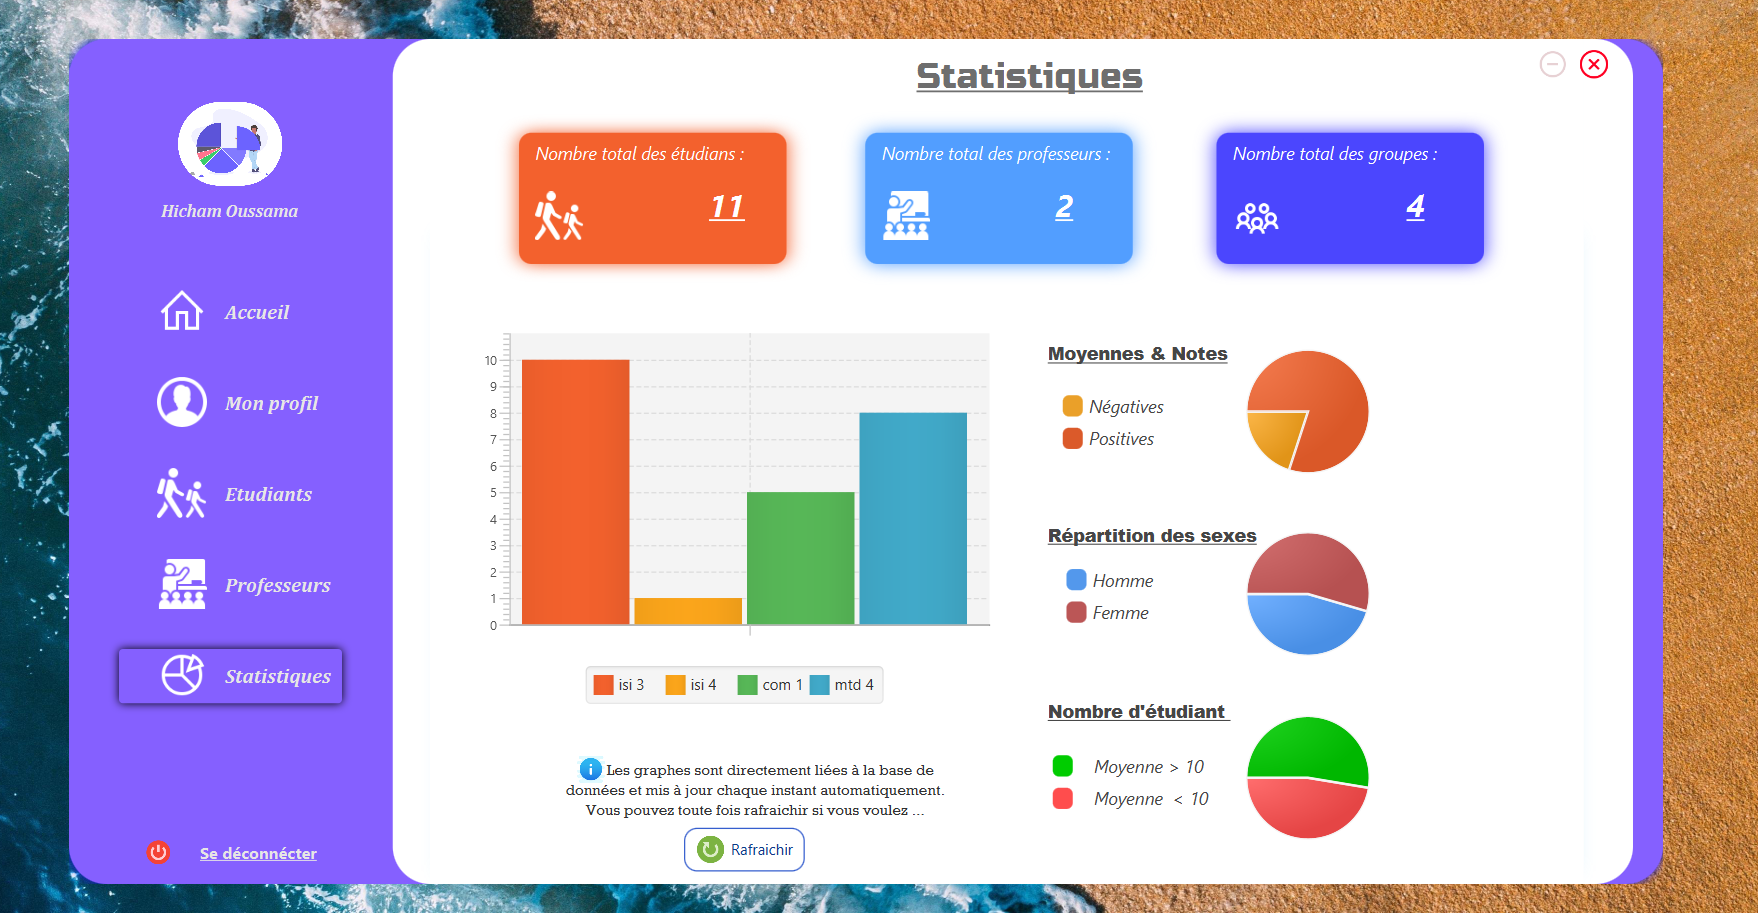 Statistiques
Nombre total des étudians :
11
Nombre total des professeurs :
2
Nombre total des groupes :
4
Hicham Oussama
Accueil
Mon profil
Etudiants
Professeurs
Statistiques
Se déconnécter
10
9
8
7
6
5
4
3
2
1
0
isi 3
isi 4
com 1
mtd 4
Les graphes sont directement liées à la base de
données et mis à jour chaque instant automatiquement.
Vous pouvez toute fois rafraichir si vous voulez ...
Rafraichir
Moyennes & Notes
Négatives
Positives
Répartition des sexes
Homme
Femme
Nombre d'étudiant
Moyenne > 10
Moyenne < 10